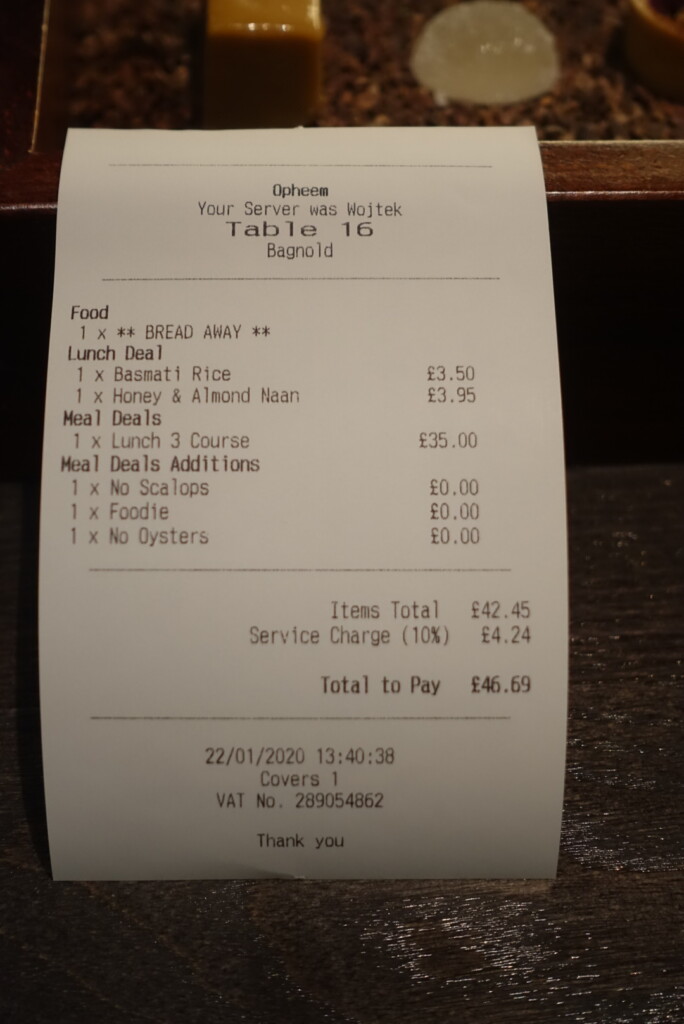 Opheem
Your Server was Wojtek
Table 16
Bagnold
Food
1 x ** BREAD AWAY **
Lunch Deal
1 x Basmati Rice £3.50
1 x Honey & Almond Naan £3.95
Meal Deals
1 x Lunch 3 Course £35.00
Meal Deals Additions
1 x No Scalops £0.00
1 x Foodie £0.00
1 x No Oysters £0.00
Items Total £42.45
Service Charge (10%) £4.24
Total to Pay £46.69
22/01/2020 13:40:38
Covers 1
VAT No. 289054862
Thank you